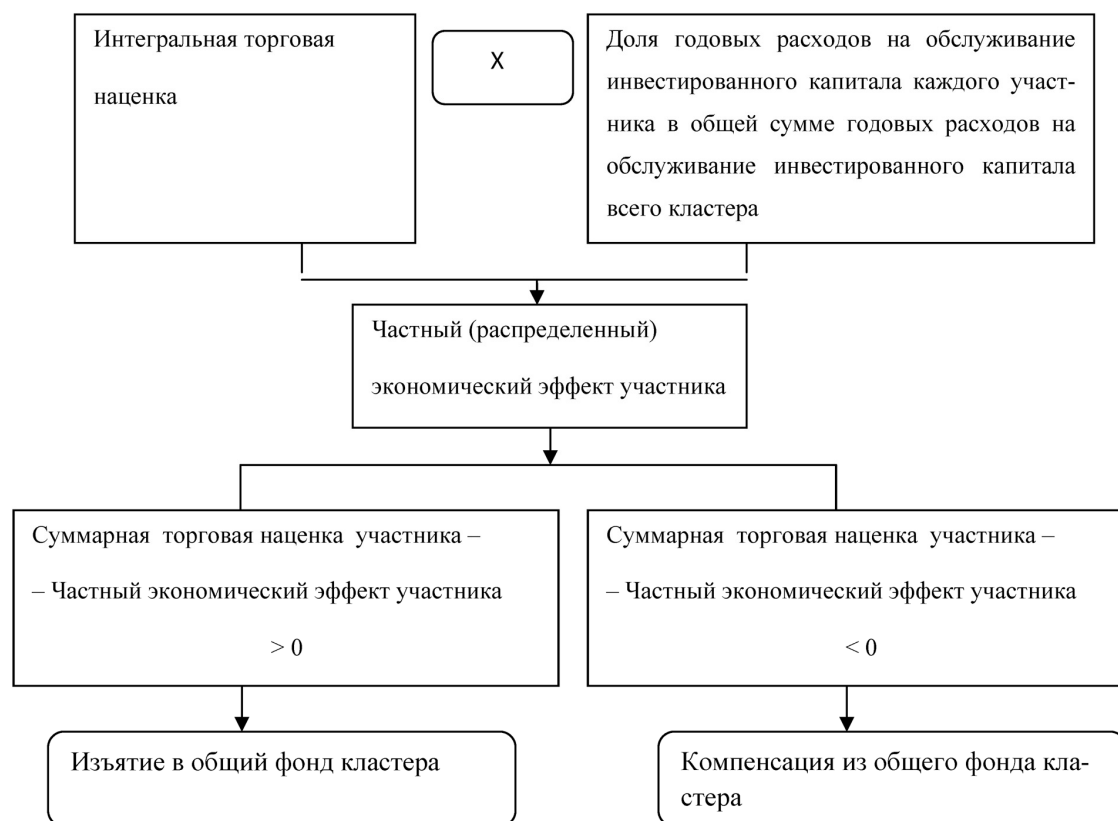 Интегральная торговая
наценка
X
Доля годовых расходов на обслуживание
инвестированного капитала каждого участ-
ника в общей сумме годовых расходов на
обслуживание инвестированного капитала
всего кластера
Частный (распределенный)
экономический эффект участника
Суммарная торговая наценка участника –
– Частный экономический эффект участника
> 0
Суммарная торговая наценка участника –
– Частный экономический эффект участника
< 0
Изъятие в общий фонд кластера
Компенсация из общего фонда кла-
стера